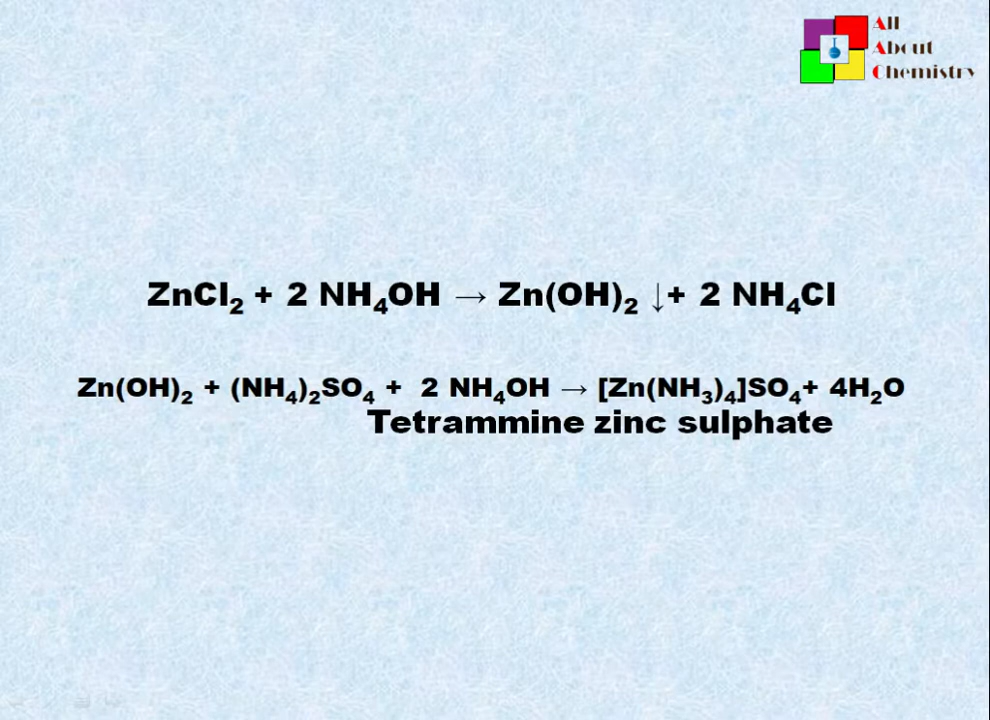 All
About
Chemistry
ZnCl₂ + 2 NH₄OH → Zn(OH)₂ ↓+ 2 NH₄Cl
Zn(OH)₂ + (NH₄)₂SO₄ + 2 NH₄OH → [Zn(NH₃)₄]SO₄+ 4H₂O
Tetrammine zinc sulphate